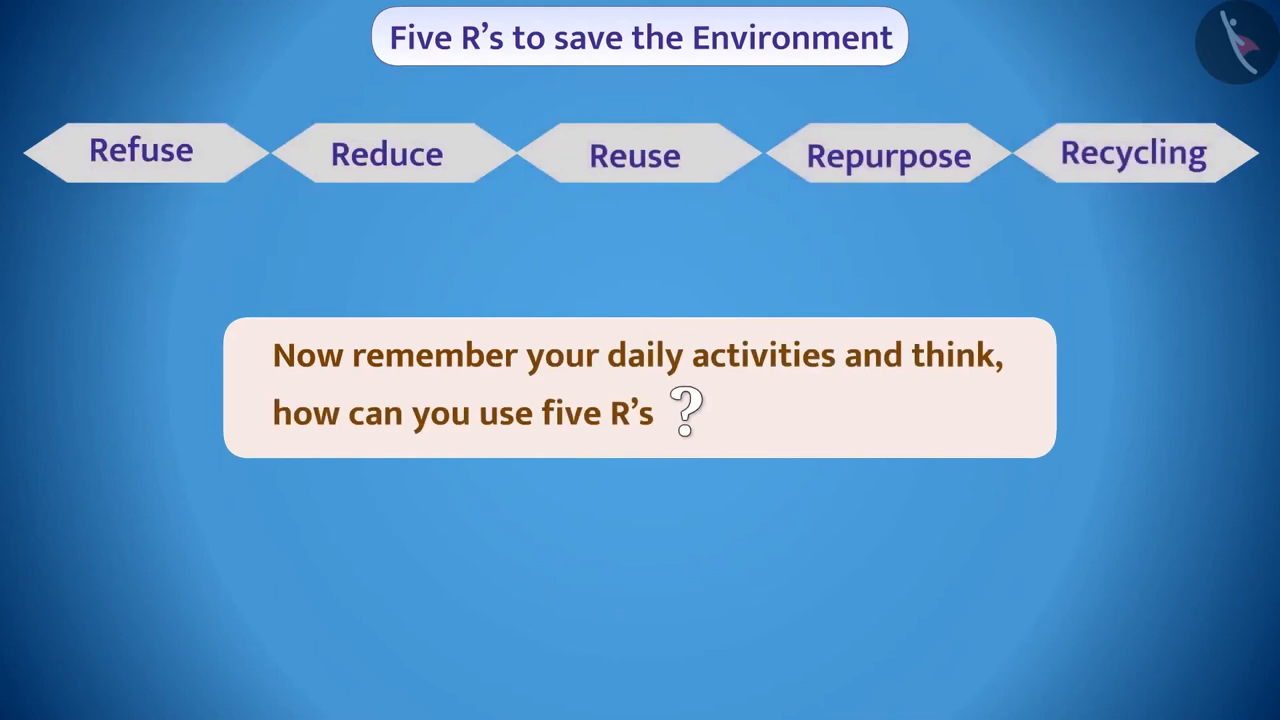 Five R’s to save the Environment
Refuse
Reduce
Reuse
Repurpose
Recycling
Now remember your daily activities and think,
how can you use five R’s ?